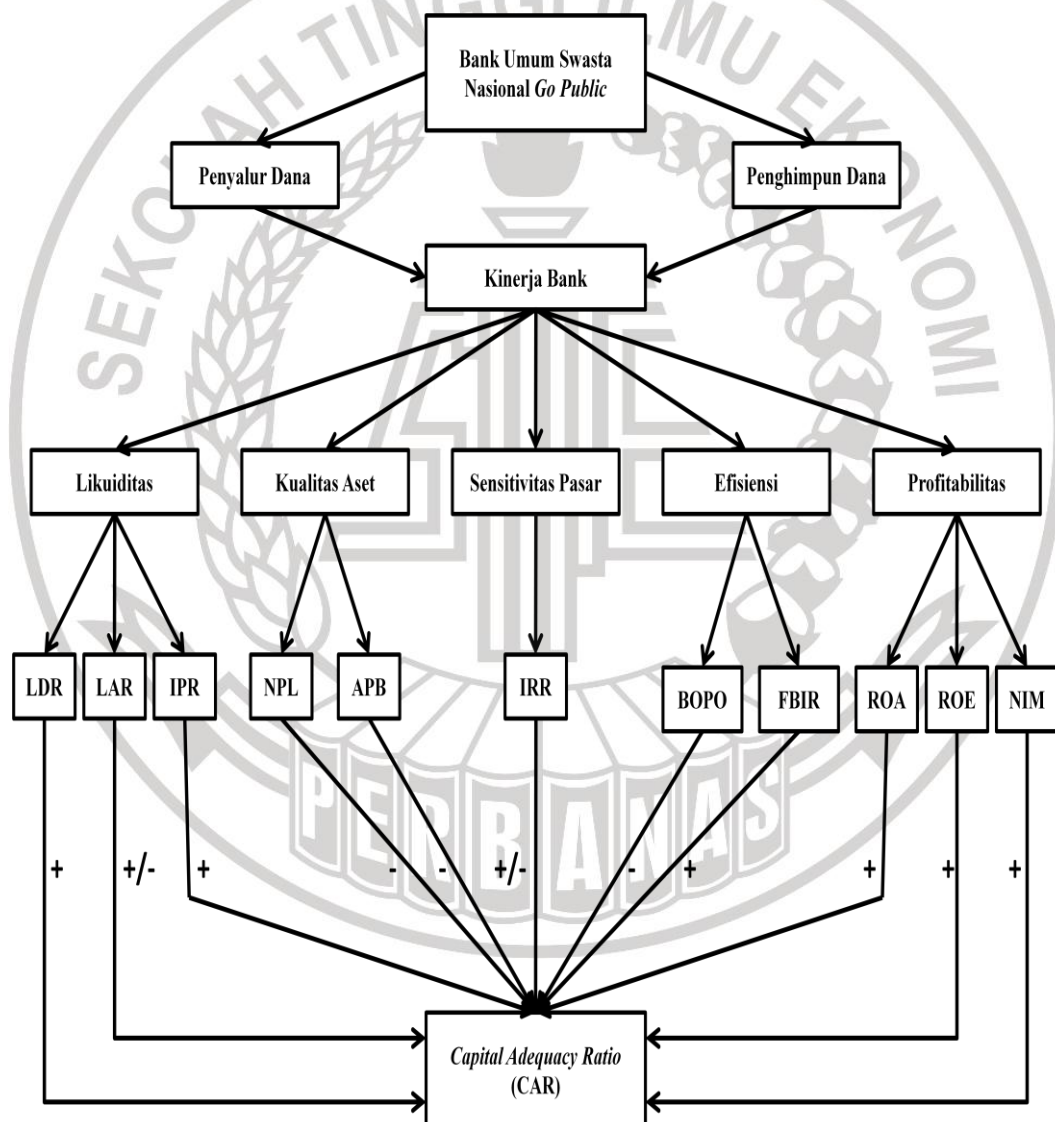 SEKOLAH TINGGI ILMU EKONOMI
Bank Umum Swasta
Nasional Go Public
Penyalur Dana
Penghimpun Dana
Kinerja Bank
Likuiditas
Kualitas Aset
Sensitivitas Pasar
Efisiensi
Profitabilitas
LDR
LAR
IPR
NPL
APB
IRR
BOPO
FBIR
ROA
ROE
NIM
PERBANAS
+
+/-
+
-
-
+/-
-
+
+
+
+
Capital Adequacy Ratio
(CAR)